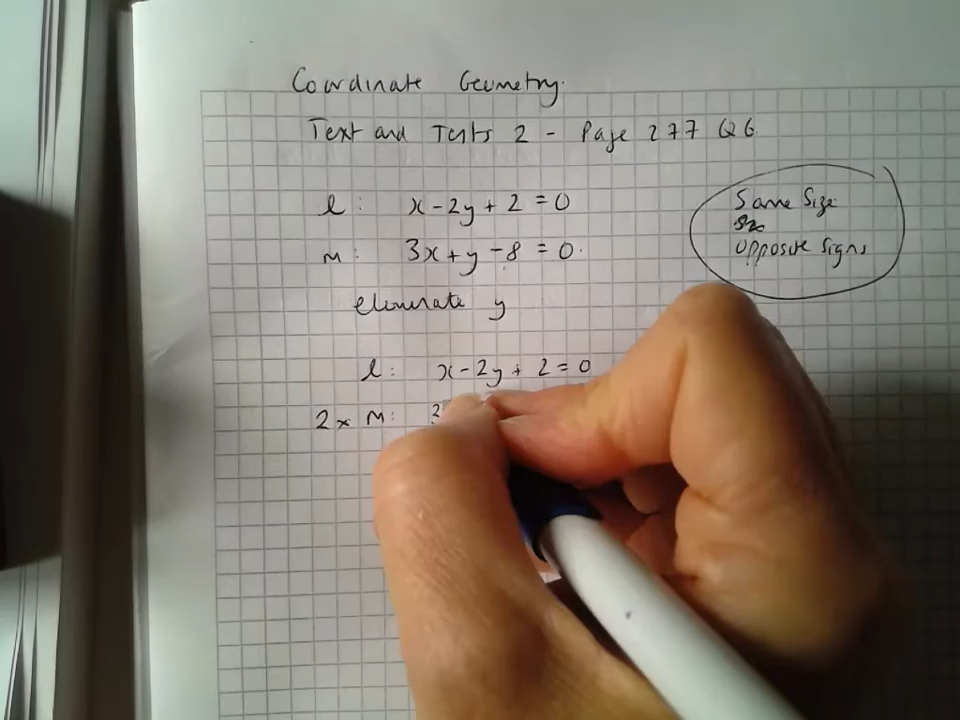 Coordinate Geometry.
Text and Tests 2 - Page 277 Q6.
l: x-2y+2=0
m: 3x+y-8=0.
eliminate y
l: x-2y+2=0
2x m:
Same Size
Opposite Signs